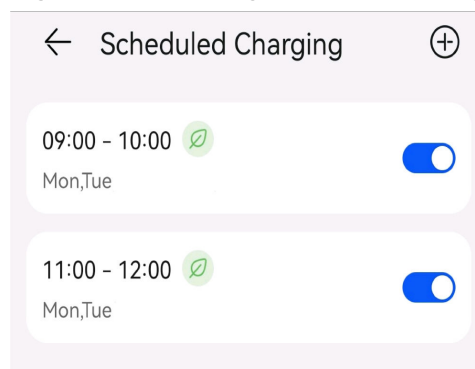 Scheduled Charging
09:00 - 10:00
Mon,Tue
11:00 - 12:00
Mon,Tue